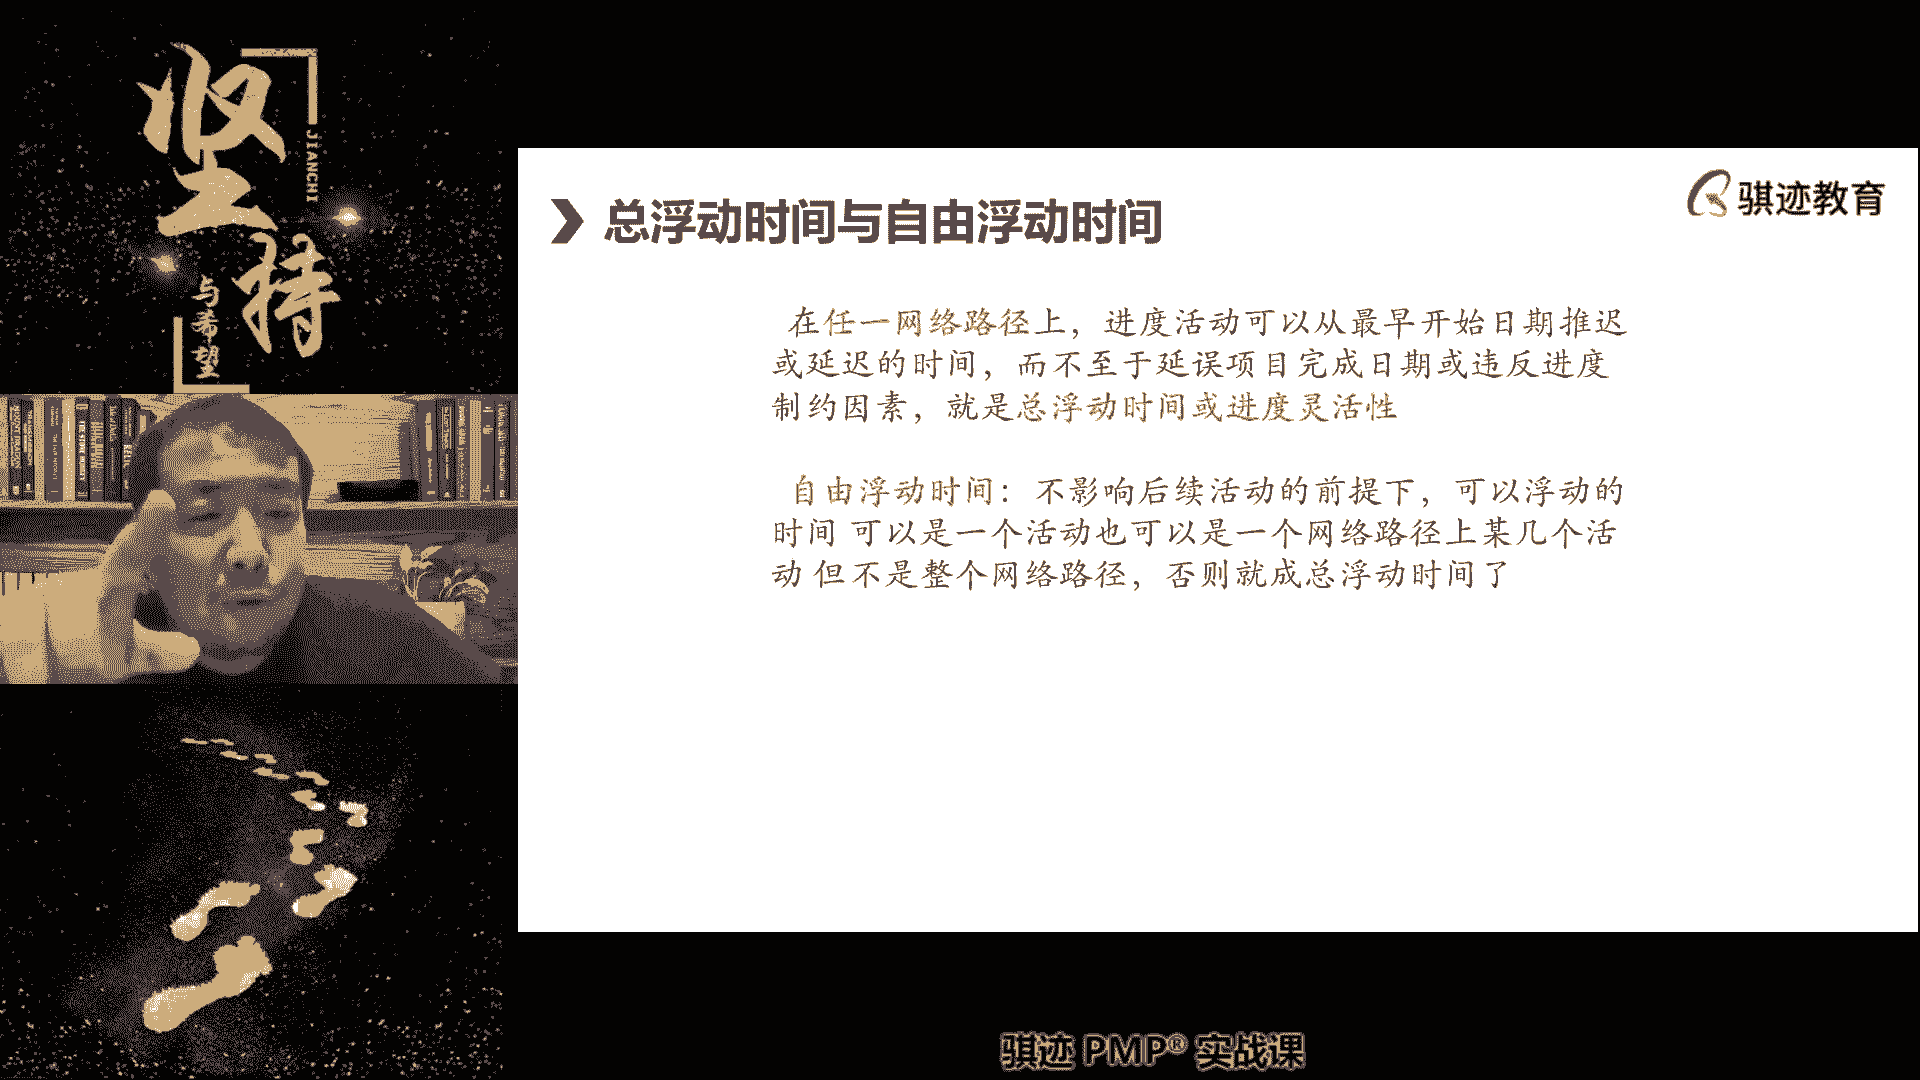 坚持
JIANCHI
与希望
骐迹教育
总浮动时间与自由浮动时间
在任一网络路径上，进度活动可以从最早开始日期推迟
或延迟的时间，而不至于延误项目完成日期或违反进度
制约因素，就是总浮动时间或进度灵活性
自由浮动时间： 不影响后续活动的前提下，可以浮动的
时间 可以是一个活动也可以是一个网络路径上某几个活
动 但不是整个网络路径，否则就成总浮动时间了
骐迹 PMP® 实战课